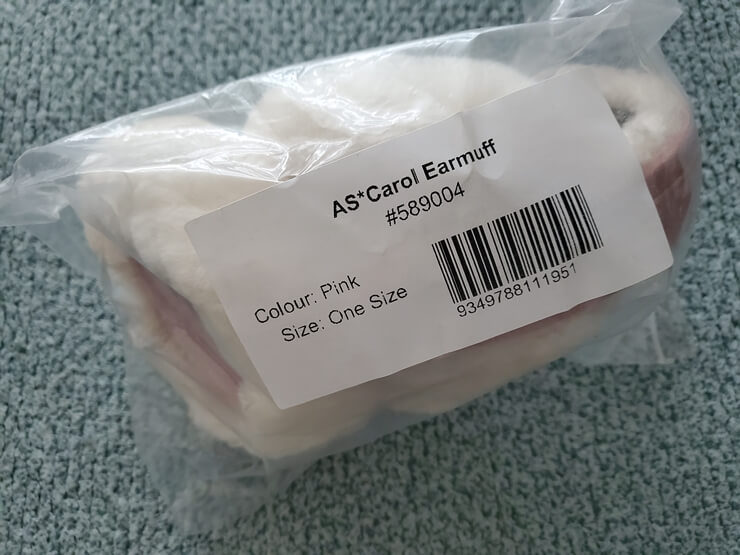 AS*Carol Earmuff
#589004
Colour: Pink
Size: One Size
9349788111951